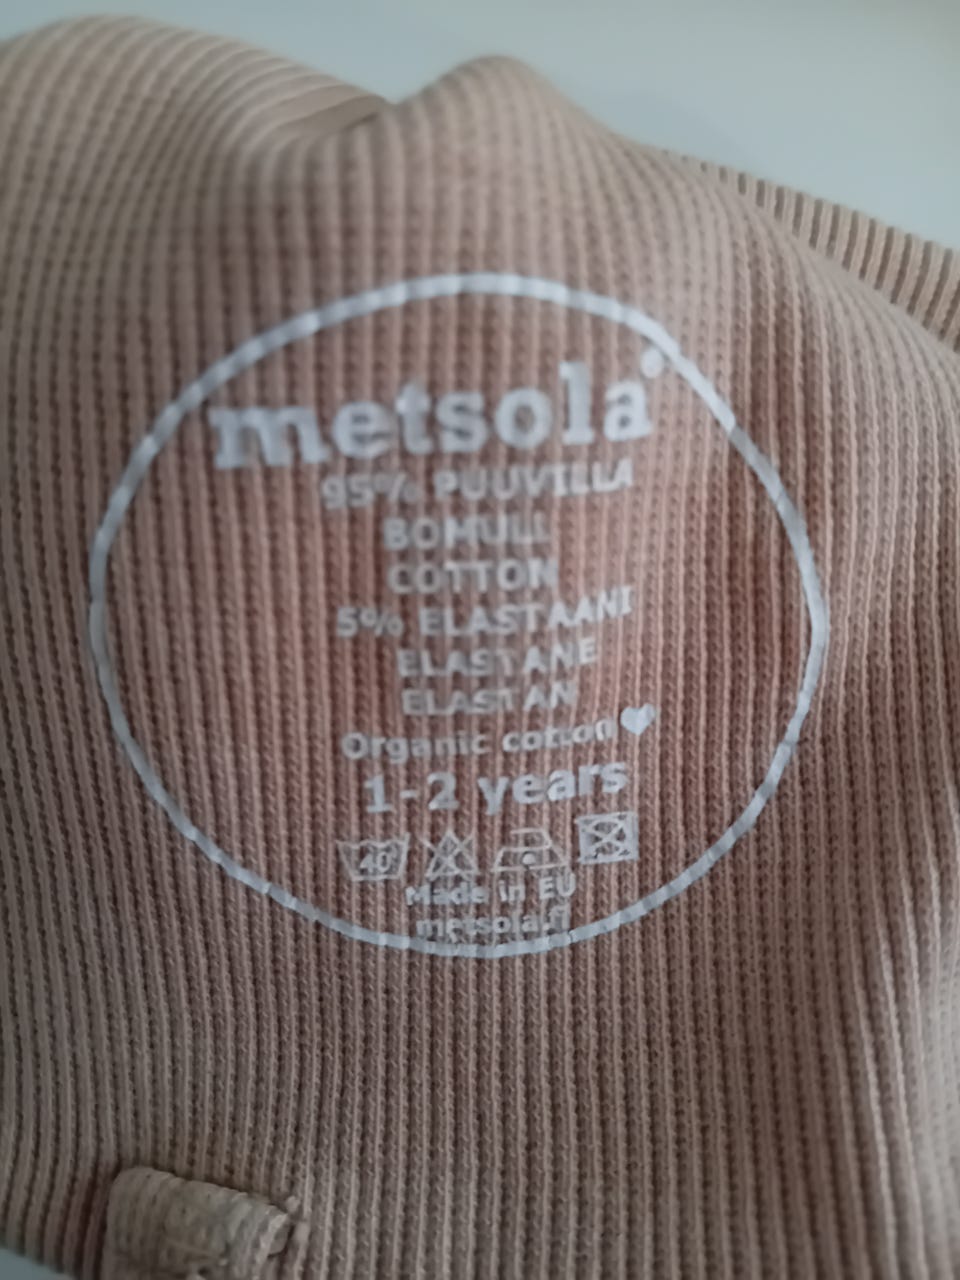 metsola®
95% PUUVILLA
BOMULL
COTTON
5% ELASTAANI
ELASTANE
ELASTAN
Organic cotton
1-2 years
40°
Made in EU
metsola.fi